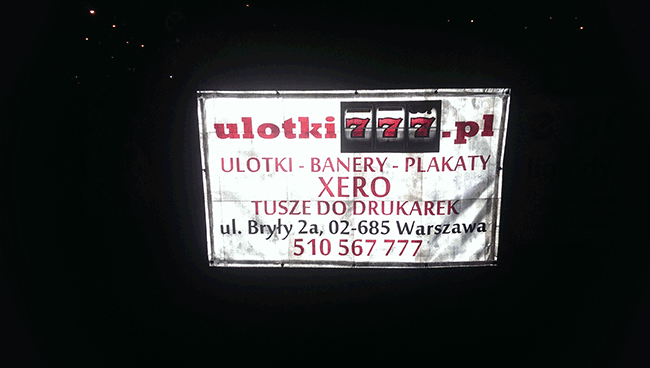 ulotki777.pl
ULOTKI - BANERY - PLAKATY
XERO
TUSZE DO DRUKAREK
ul. Bryły 2a, 02-685 Warszawa
510 567 777